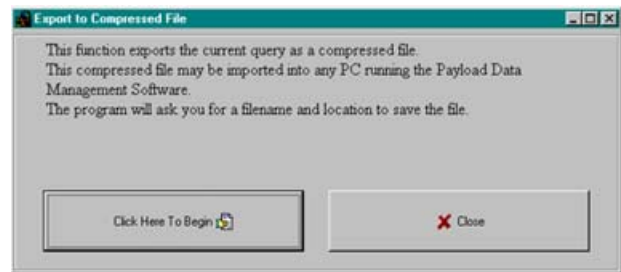 Export to Compressed File
This function exports the current query as a compressed file.
This compressed file may be imported into any PC running the Payload Data
Management Software.
The program will ask you for a filename and location to save the file.
Click Here To Begin
Close